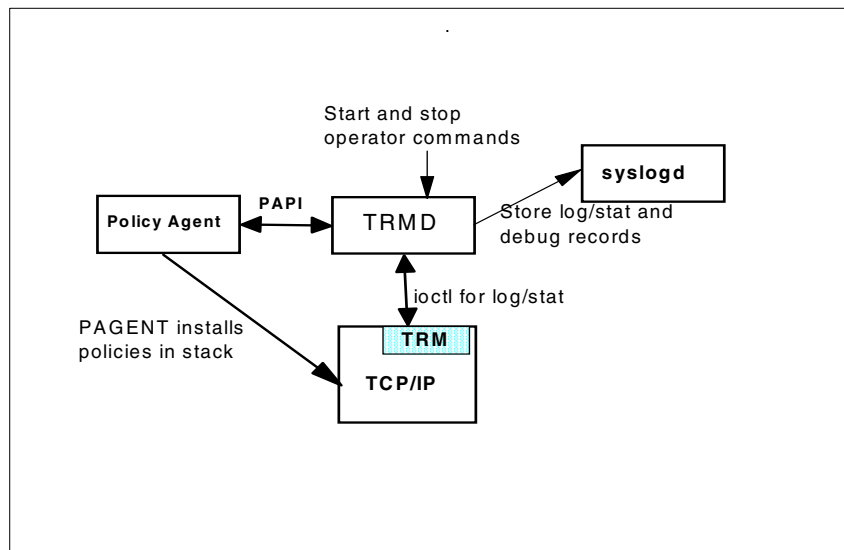 Start and stop
operator commands
syslogd
PAPI
Policy Agent
TRMD
Store log/stat and
debug records
ioctl for log/stat
PAGENT installs
policies in stack
TRM
TCP/IP